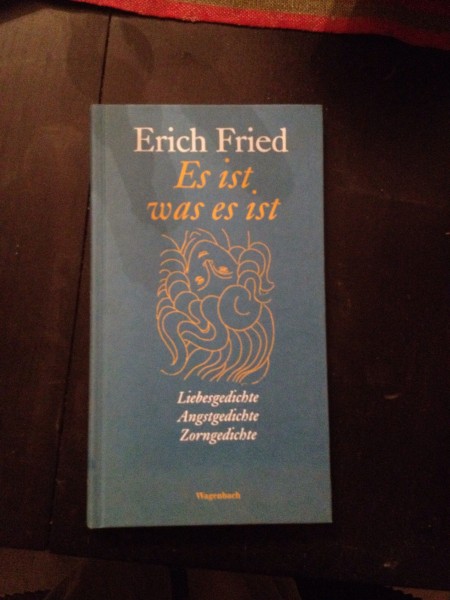 Erich Fried
Es ist
was es ist
Liebesgedichte
Angstgedichte
Zorngedichte
Wagenbach